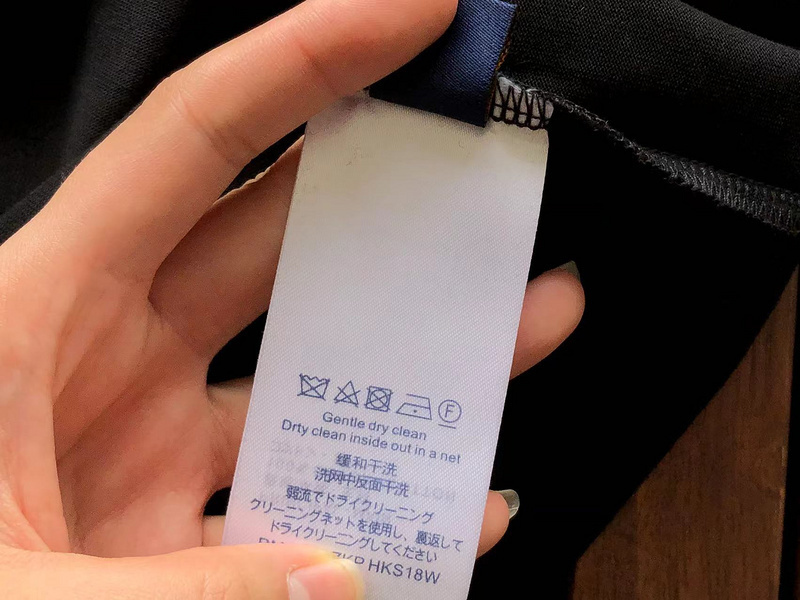 F
Gentle dry clean
Drty clean inside out in a net
缓和干洗
洗网中反面干洗
弱流でドライクリーニング
クリーニングネットを使用し、裏返して
ドライクリーニングしてください
HKS18W